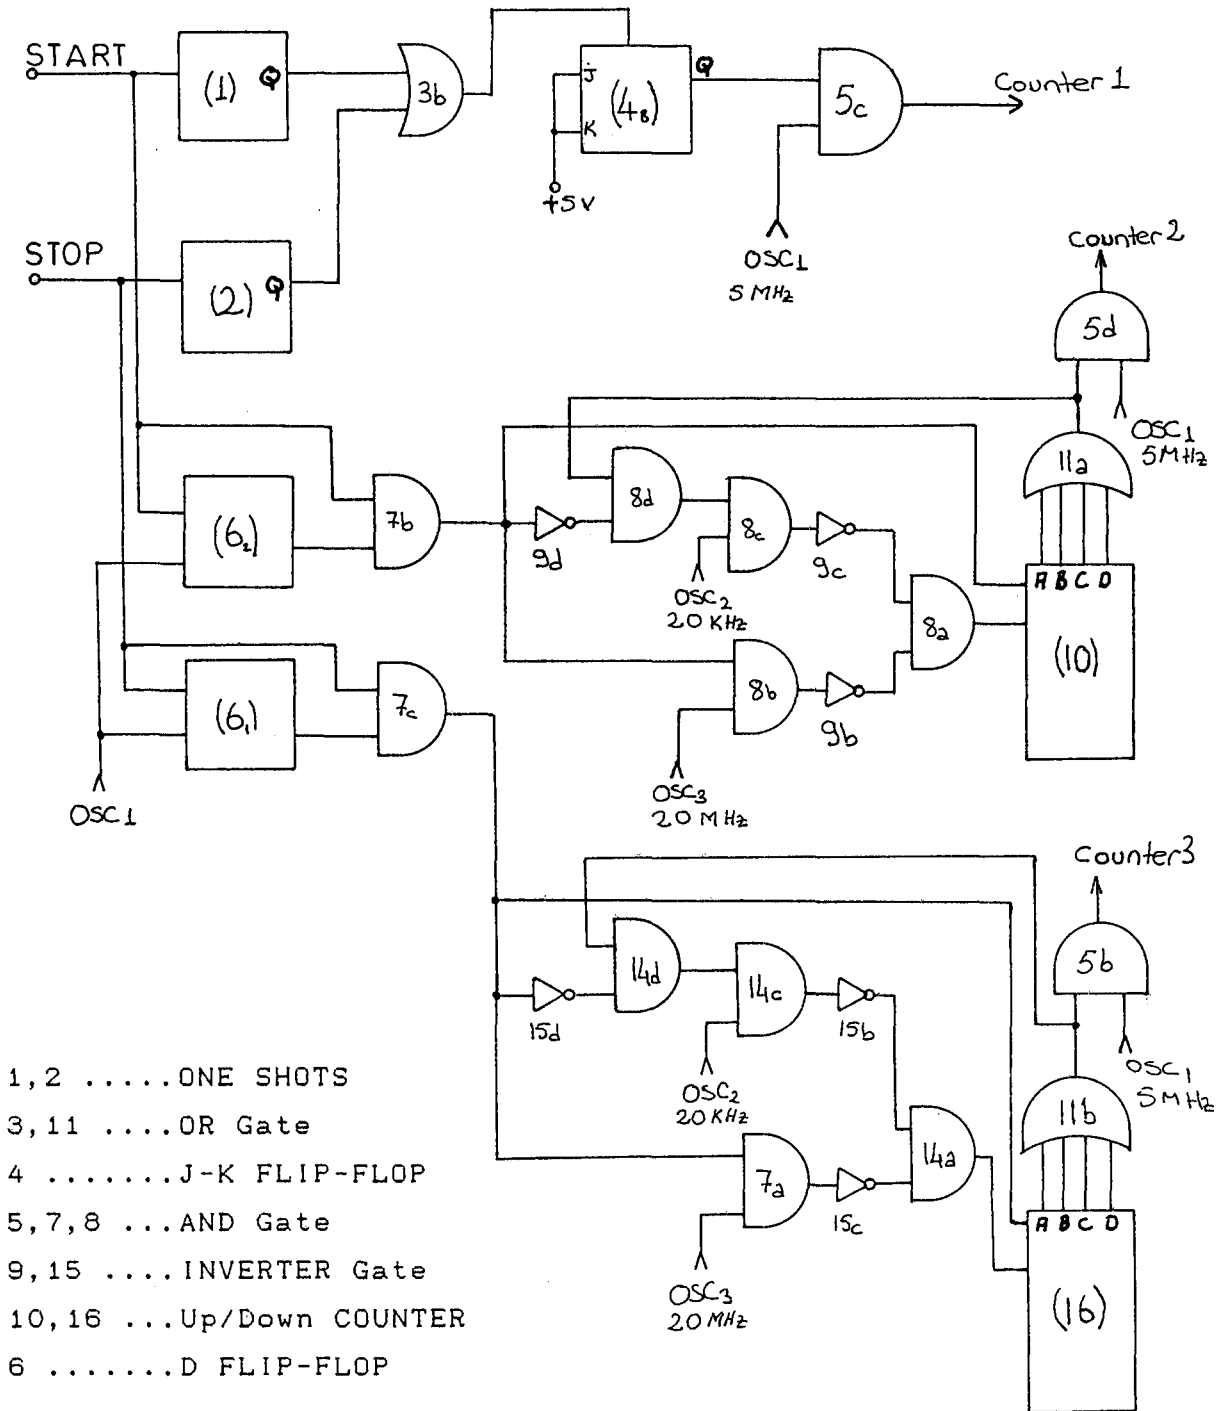 START
(1) Q
3b
J
K
(4B)
Q
5c
Counter 1
+5V
OSC1
5 MHz
STOP
(2) Q
Counter 2
5d
OSC1
5MHz
11a
A B C D
(10)
(62)
7b
9d
8d
8c
OSC2
20 KHz
9c
8a
8b
9b
OSC3
20 MHz
(61)
7c
OSC1
Counter3
5b
OSC1
5MHz
11b
A B C D
(16)
14d
15d
14c
OSC2
20KHz
15b
14a
7a
15c
OSC3
20MHz
1,2 .....ONE SHOTS
3,11 ....OR Gate
4 .......J-K FLIP-FLOP
5,7,8 ...AND Gate
9,15 ....INVERTER Gate
10,16 ...Up/Down COUNTER
6 .......D FLIP-FLOP